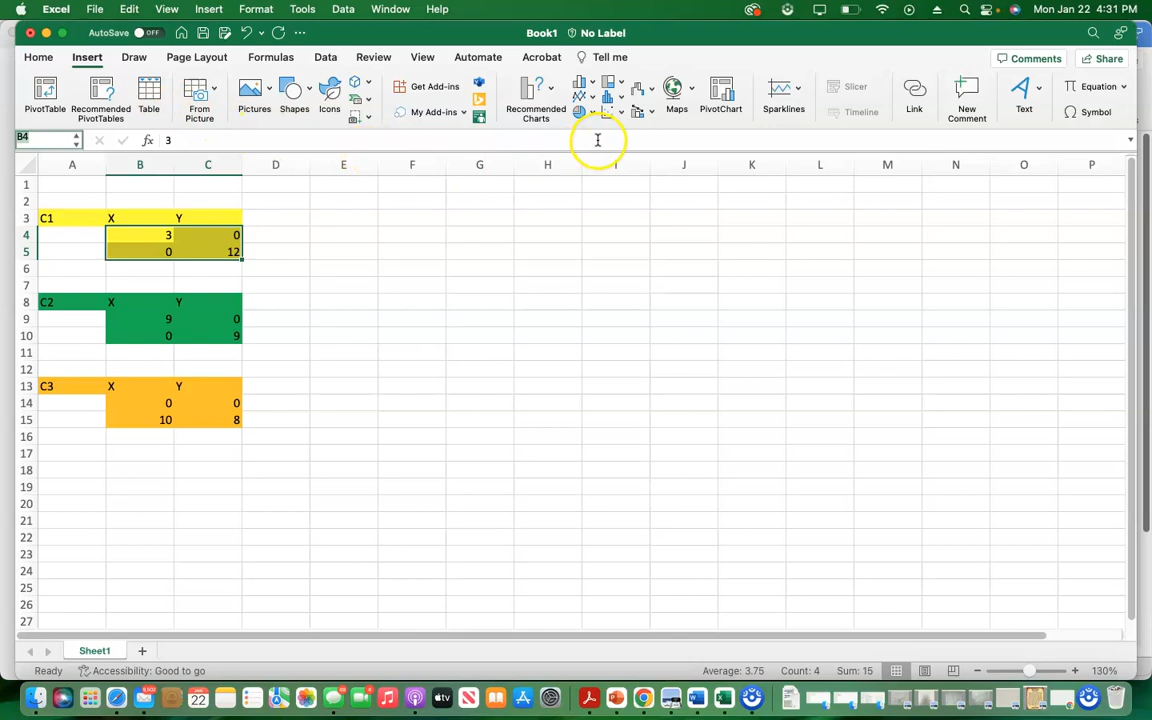 Excel File Edit View Insert Format Tools Data Window Help Mon Jan 22 4:31 PM
AutoSave OFF Book1 No Label
Home Insert Draw Page Layout Formulas Data Review View Automate Acrobat Tell me Comments Share
PivotTable Recommended PivotTables Table Pictures Shapes Icons From Picture Get Add-ins My Add-ins Recommended Charts Maps PivotChart Sparklines Slicer Timeline Link New Comment Text Equation Symbol
B4 fx 3
A B C D E F G H I J K L M N O P
1
2
3 C1 X Y
4 3 0
5 0 12
6
7
8 C2 X Y
9 9 0
10 0 9
11
12
13 C3 X Y
14 0 0
15 10 8
16
17
18
19
20
21
22
23
24
25
26
27
Sheet1
Ready Accessibility: Good to go Average: 3.75 Count: 4 Sum: 15 130%